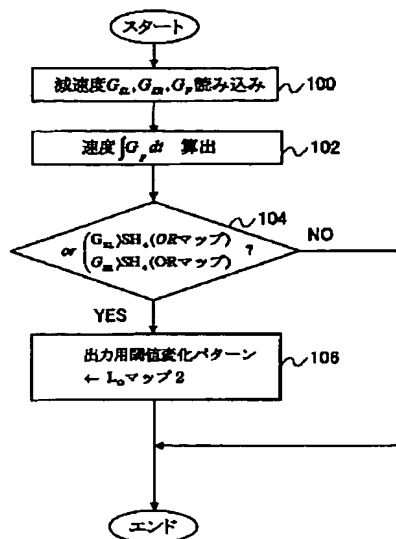 スタート
減速度G_SL, G_SR, G_F読み込み
100
速度∫G_F dt 算出
102
104
or (G_SL〉SH_4(ORマップ) ?
G_SR〉SH_4(ORマップ)
NO
YES
出力用閾値変化パターン
← L_Oマップ2
106
エンド